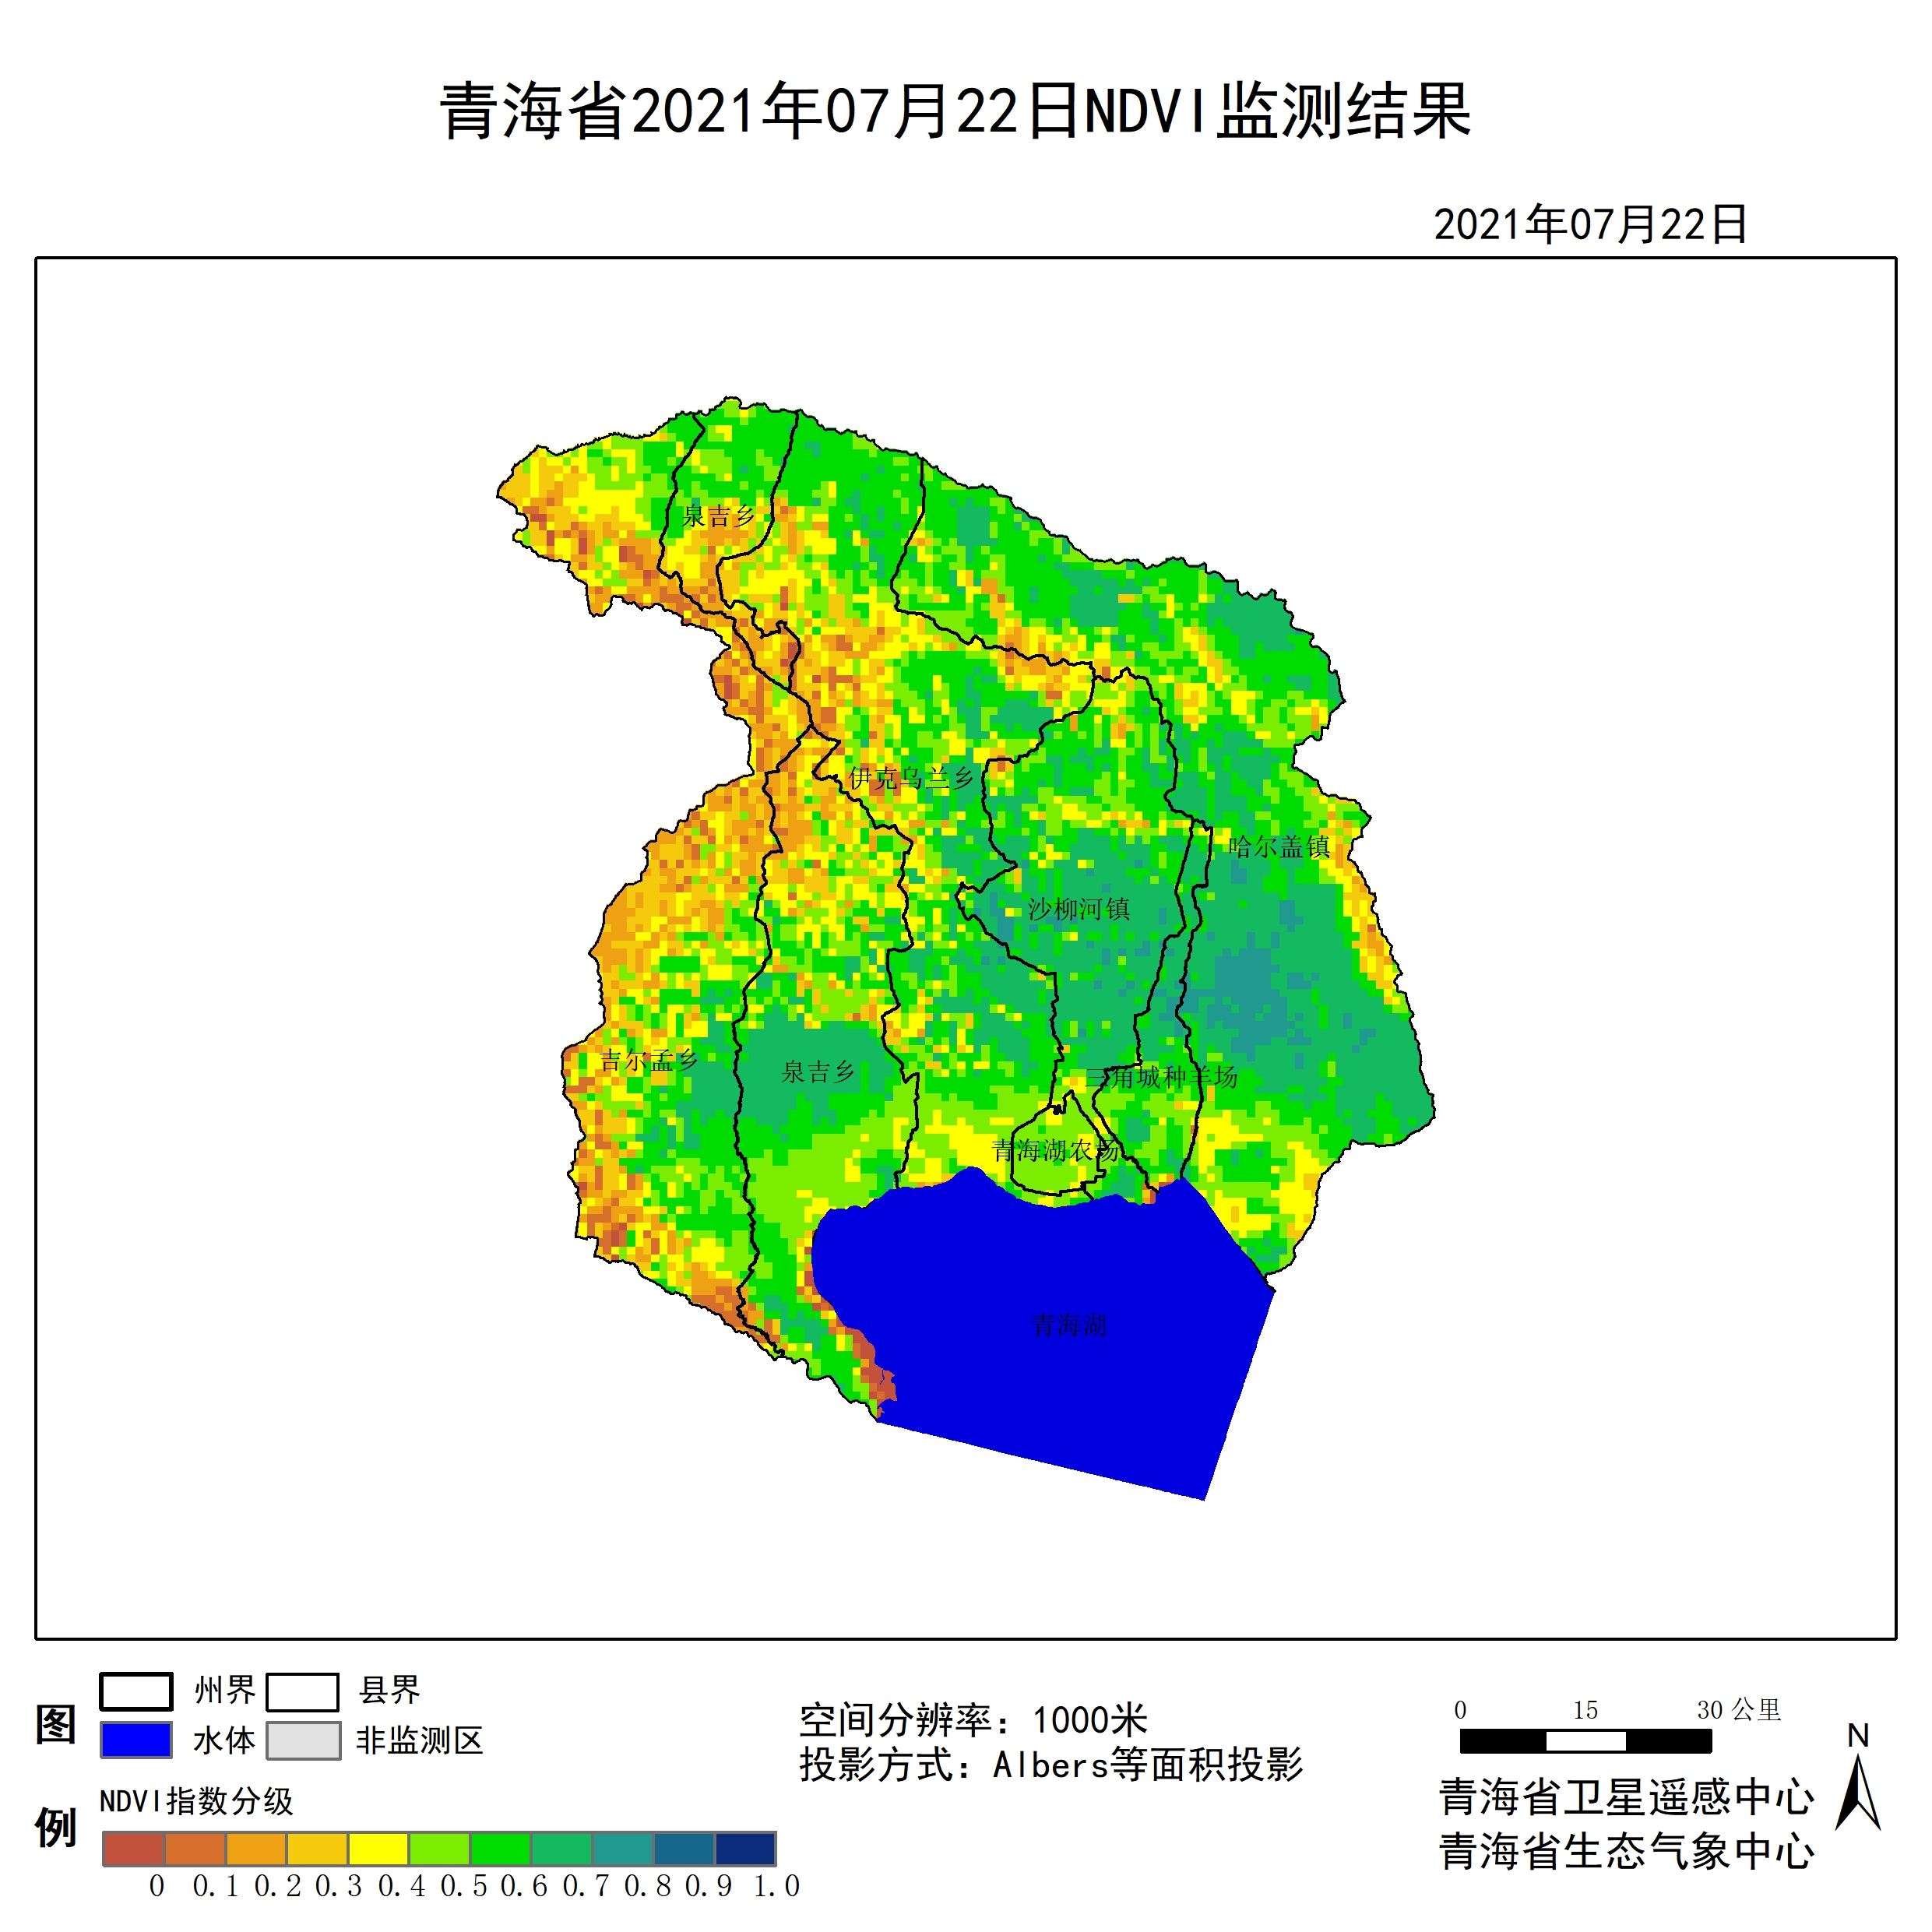 青海省2021年07月22日NDVI监测结果
2021年07月22日
泉吉乡
伊克乌兰乡
哈尔盖镇
沙柳河镇
吉尔孟乡
泉吉乡
三角城种羊场
青海湖农场
青海湖
图例
州界
县界
水体
非监测区
NDVI指数分级
0 0.1 0.2 0.3 0.4 0.5 0.6 0.7 0.8 0.9 1.0
空间分辨率：1000米
投影方式：Albers等面积投影
0 15 30 公里
N
青海省卫星遥感中心
青海省生态气象中心